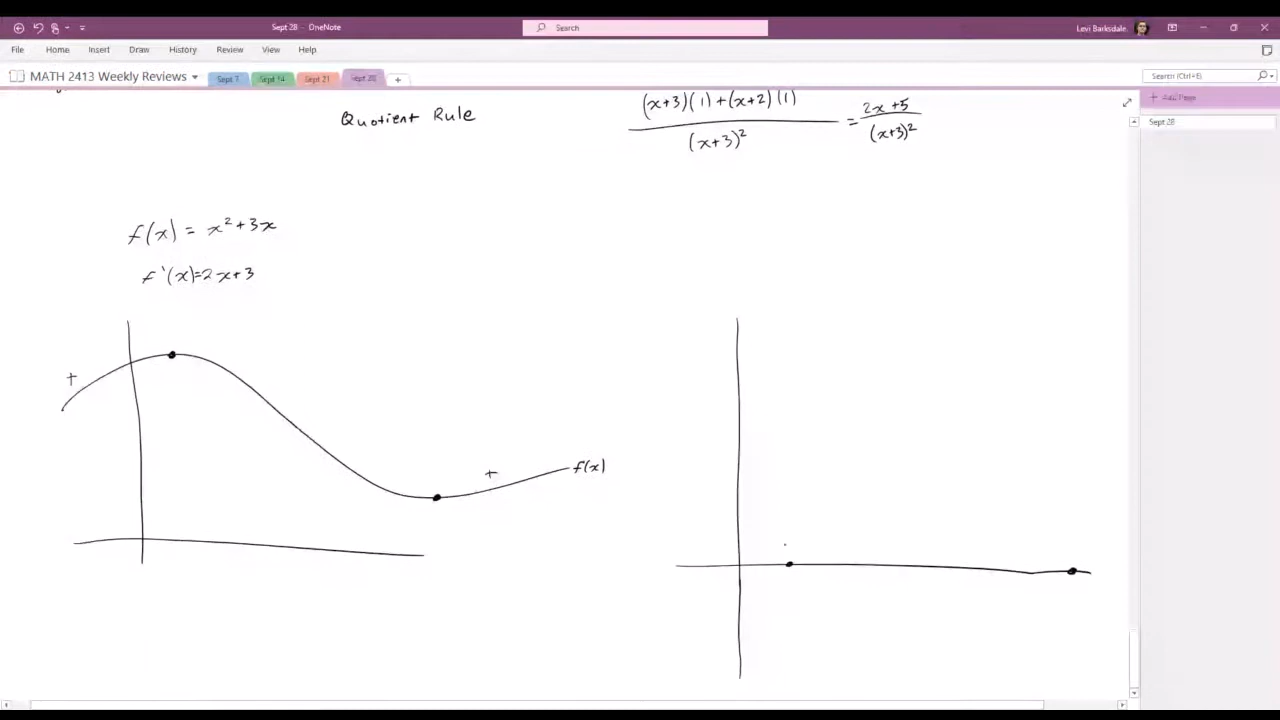 Sept 28 - OneNote
Search
Levi Barksdale
File Home Insert Draw History Review View Help
MATH 2413 Weekly Reviews
Sept 7
Sept 14
Sept 21
Sept 28
Search (Ctrl+E)
Add Page
Sept 28
Quotient Rule
(x+3)(1)+(x+2)(1)
(x+3)²
= 2x+5
(x+3)²
f(x) = x²+3x
f'(x)=2x+3
+
+
f(x)